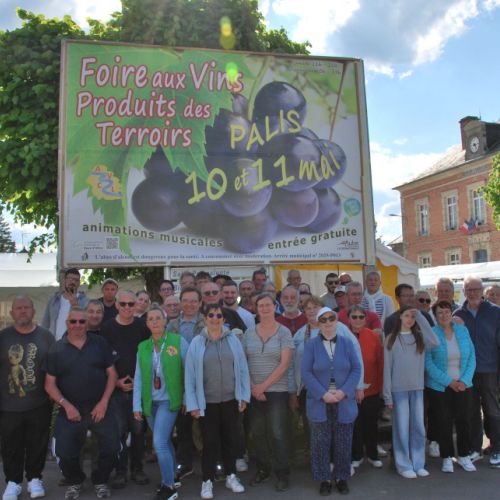 Foire aux Vins
Produits des
Terroirs
PALIS
10 et 11 mai
animations musicales
entrée gratuite